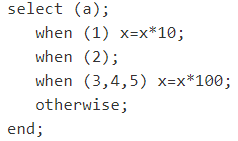 select (a);
   when (1) x=x*10;
   when (2);
   when (3,4,5) x=x*100;
   otherwise;
end;